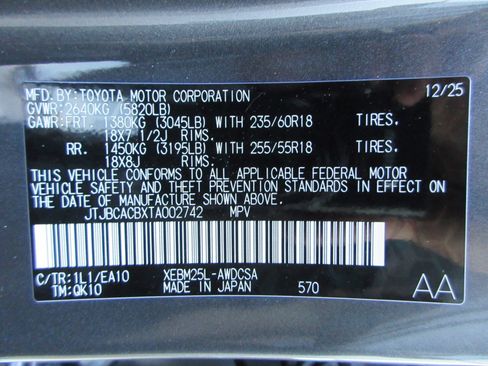 MFD.BY:TOYOTA MOTOR CORPORATION 12/25
GVWR:2640KG (5820LB)
GAWR:FRT. 1380KG (3045LB) WITH 235/60R18 TIRES.
18X7 1/2J RIMS.
RR. 1450KG (3195LB) WITH 255/55R18 TIRES.
18X8J RIMS.
THIS VEHICLE CONFORMS TO ALL APPLICABLE FEDERAL MOTOR
VEHICLE SAFETY AND THEFT PREVENTION STANDARDS IN EFFECT ON
THE DATE OF MANUFACTURE SHOWN ABOVE.
JTJBCACBXTA002742 MPV
C/TR:1L1/EA10 XEBM25L-AWDCSA
TM:QK10 MADE IN JAPAN 570 AA